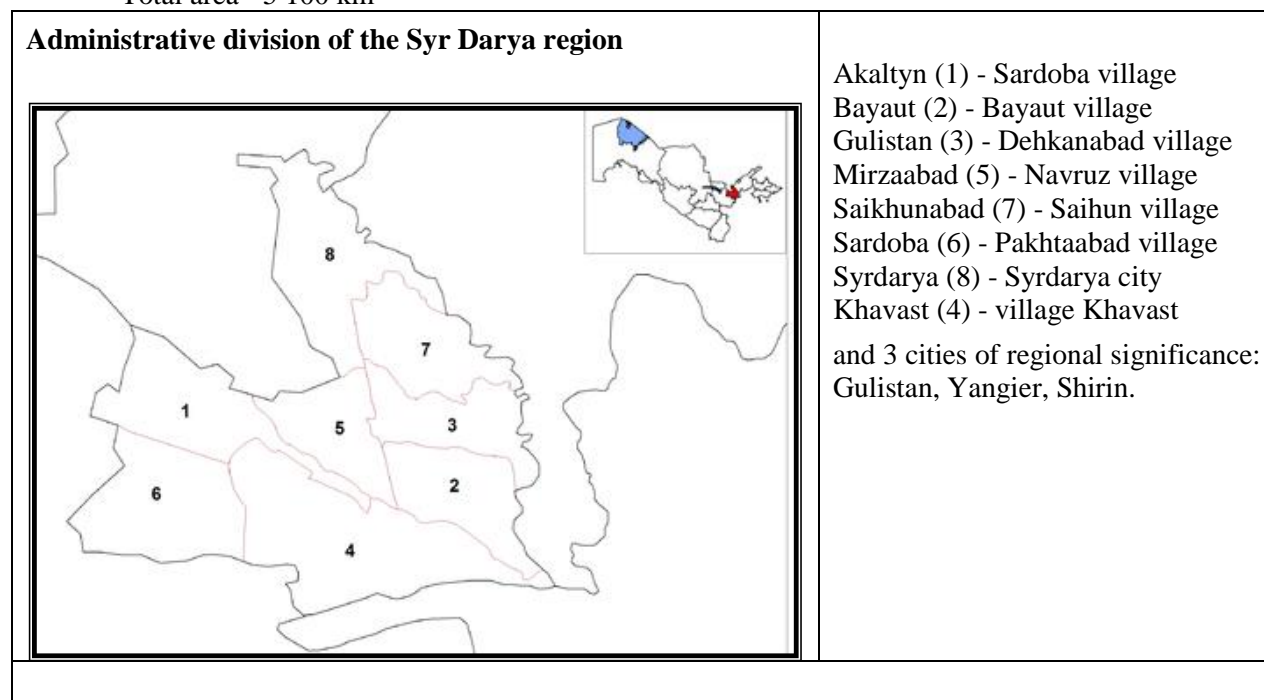 Administrative division of the Syr Darya region
8
7
1
5
3
6
2
4
Akaltyn (1) - Sardoba village
Bayaut (2) - Bayaut village
Gulistan (3) - Dehkanabad village
Mirzaabad (5) - Navruz village
Saikhunabad (7) - Saihun village
Sardoba (6) - Pakhtaabad village
Syrdarya (8) - Syrdarya city
Khavast (4) - village Khavast
and 3 cities of regional significance:
Gulistan, Yangier, Shirin.